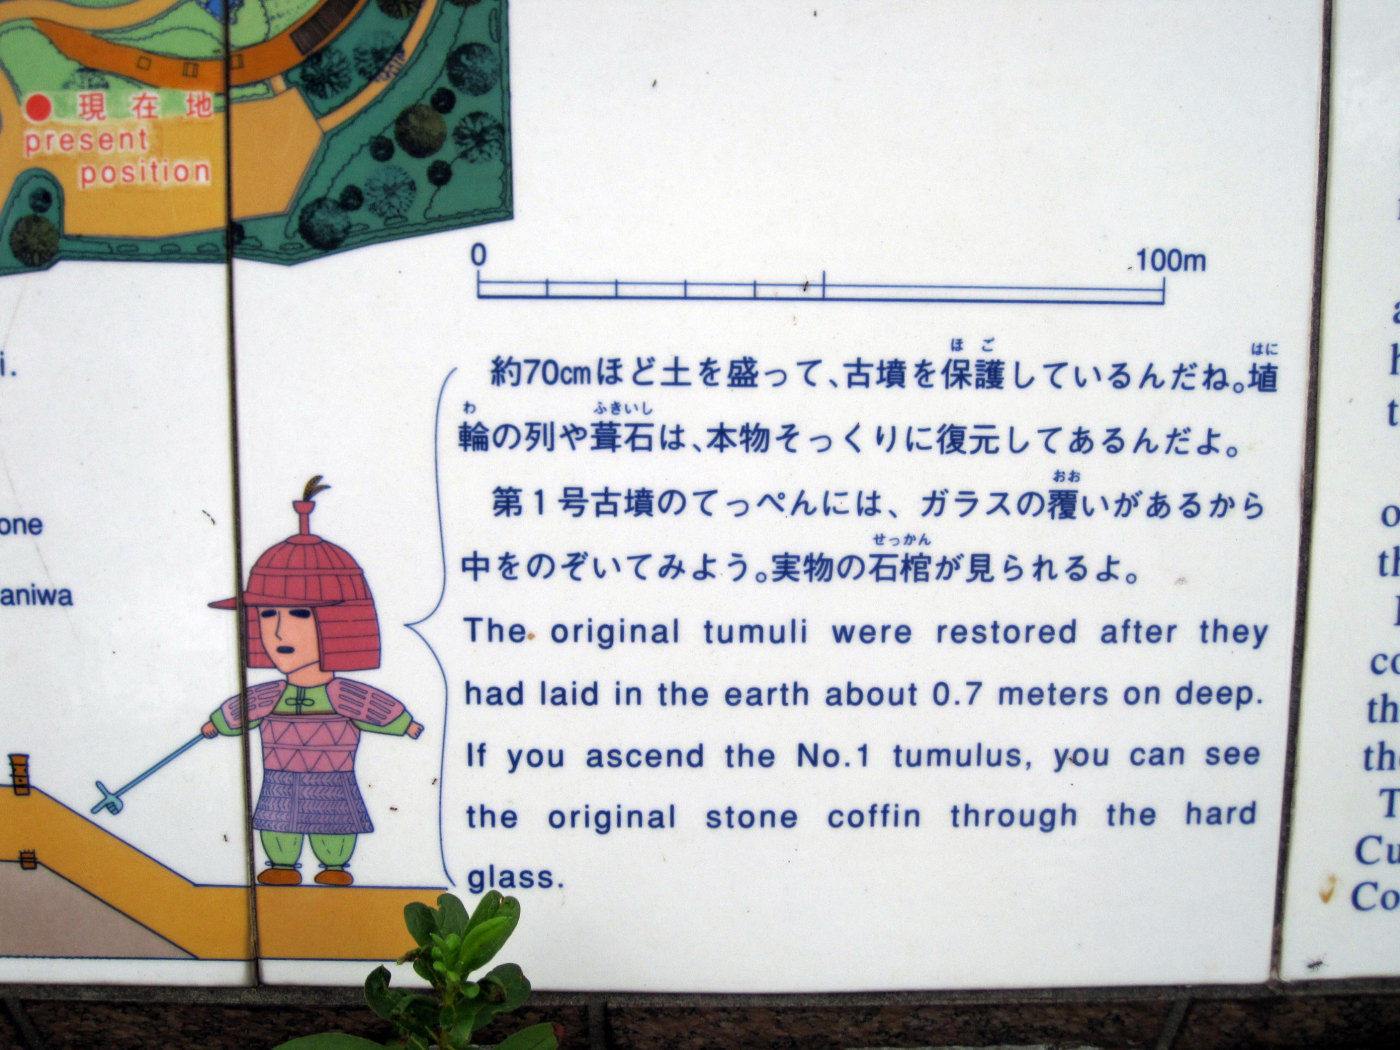 現在地
present
position
0
100m
約70cmほど土を盛って、古墳を保護しているんだね。埴
輪の列や葺石は、本物そっくりに復元してあるんだよ。
第1号古墳のてっぺんには、ガラスの覆いがあるから
中をのぞいてみよう。実物の石棺が見られるよ。
The original tumuli were restored after they
had laid in the earth about 0.7 meters on deep.
If you ascend the No.1 tumulus, you can see
the original stone coffin through the hard
glass.
i.
one
aniwa
Cu
Co